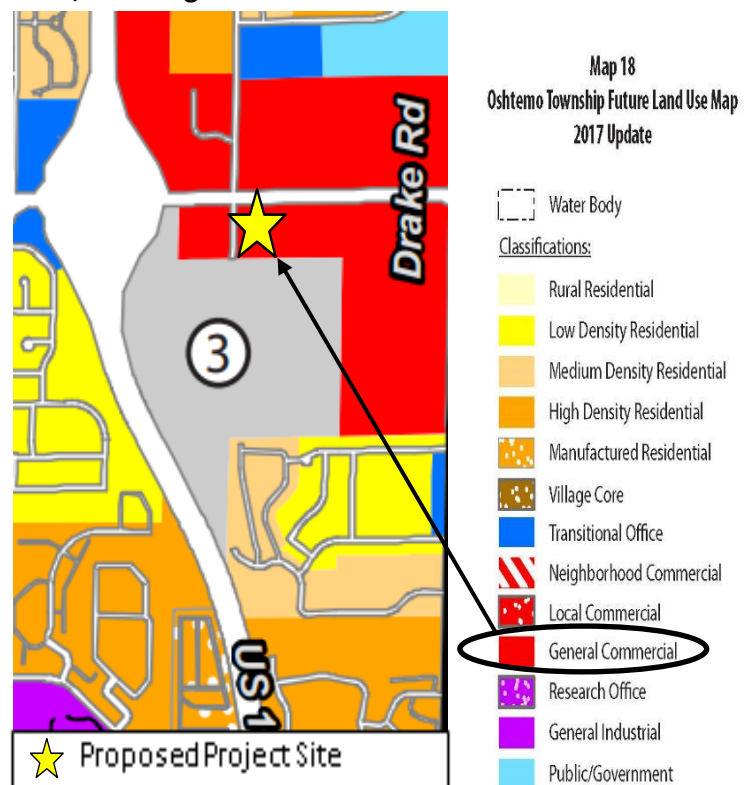 Map 18
Oshtemo Township Future Land Use Map
2017 Update
Drake Rd
3
US 1
Proposed Project Site
Water Body
Classifications:
Rural Residential
Low Density Residential
Medium Density Residential
High Density Residential
Manufactured Residential
Village Core
Transitional Office
Neighborhood Commercial
Local Commercial
General Commercial
Research Office
General Industrial
Public/Government